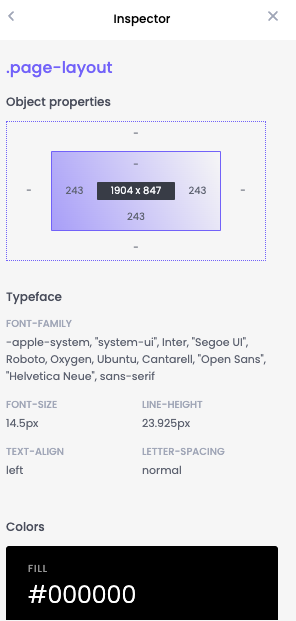 Inspector
.page-layout
Object properties
-
-
- 243 1904 x 847 243 -
243
-
Typeface
FONT-FAMILY
-apple-system, "system-ui", Inter, "Segoe UI",
Roboto, Oxygen, Ubuntu, Cantarell, "Open Sans",
"Helvetica Neue", sans-serif
FONT-SIZE LINE-HEIGHT
14.5px 23.925px
TEXT-ALIGN LETTER-SPACING
left normal
Colors
FILL
#000000